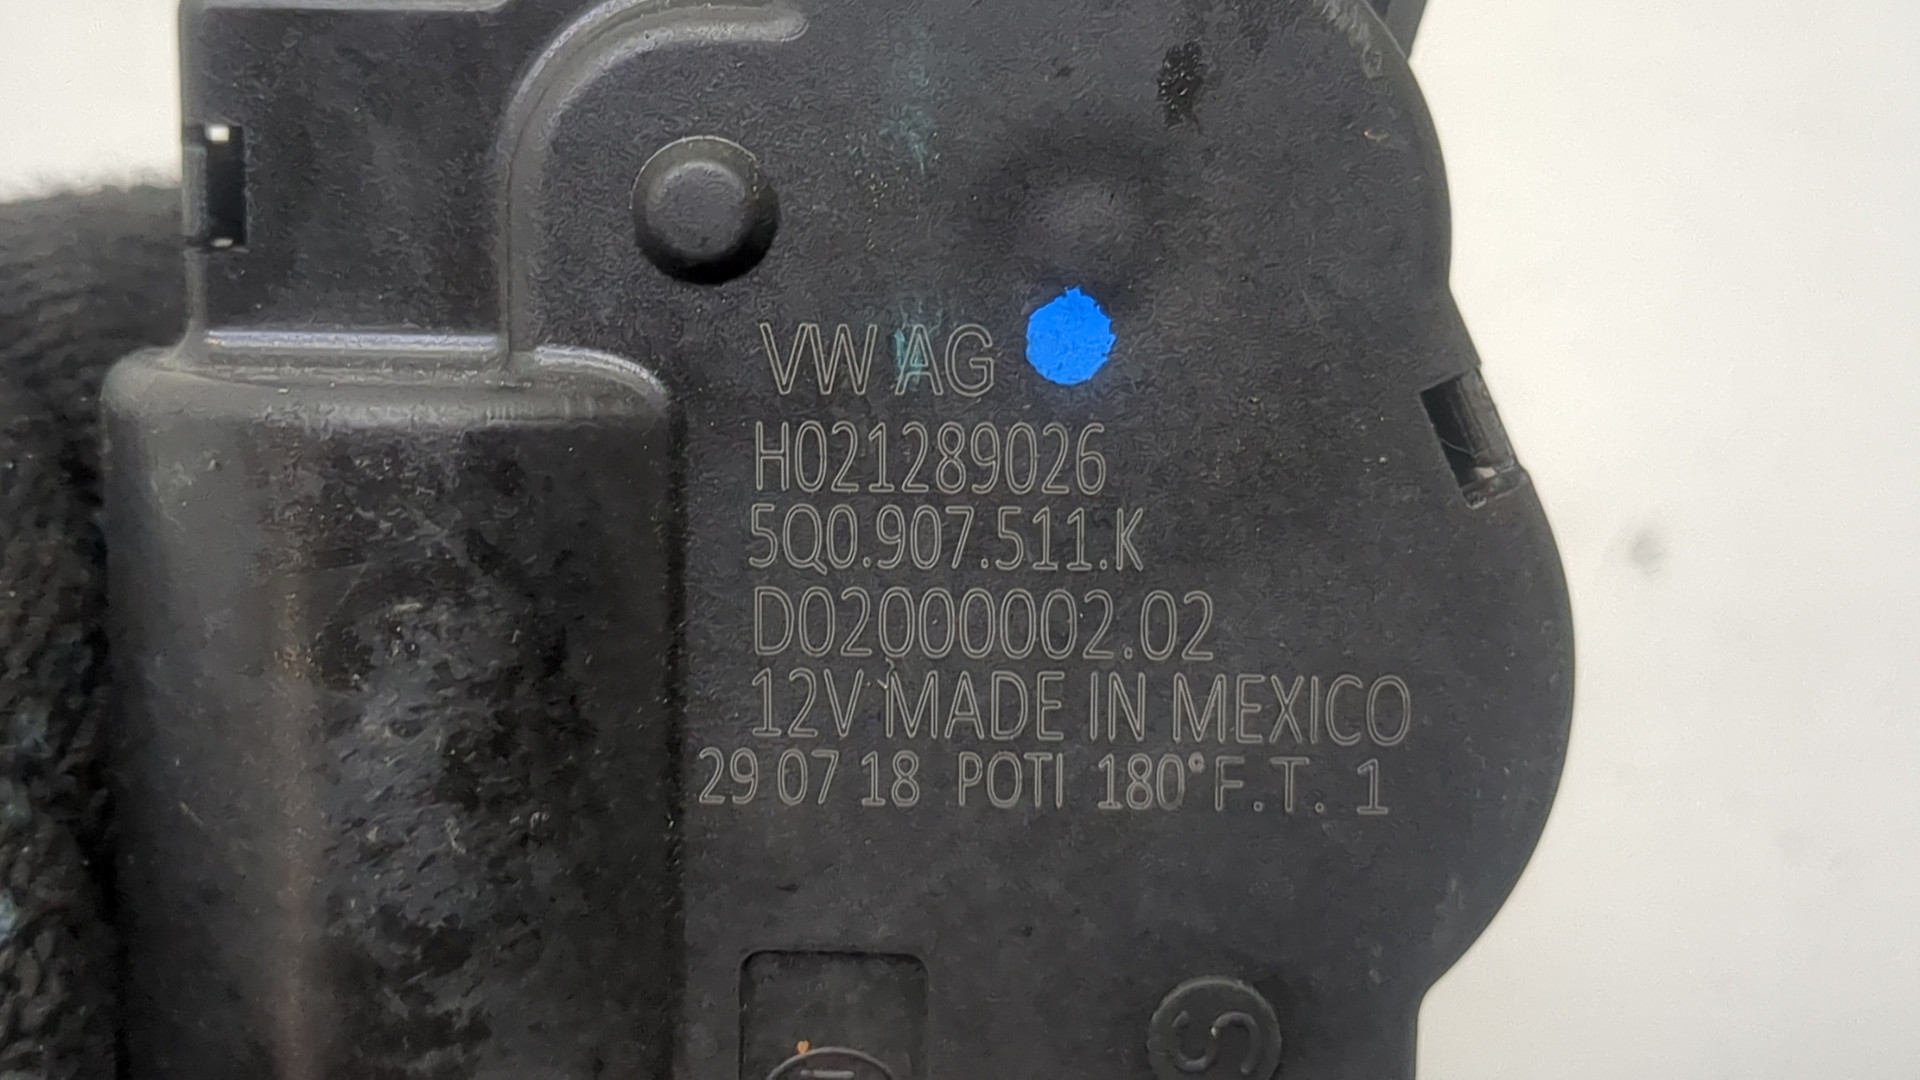 VW AG
H021289026
5Q0.907.511.K
D02000002.02
12V MADE IN MEXICO
29 07 18 POTI 180° F.T. 1
S